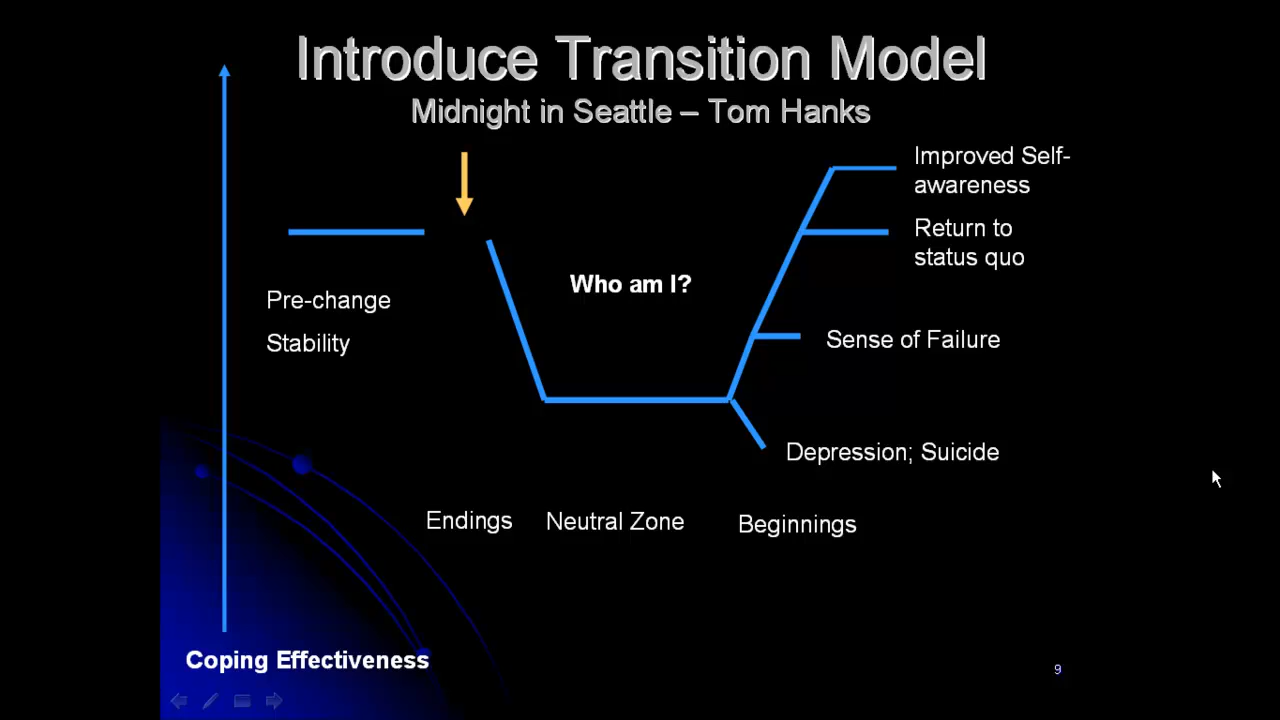 Introduce Transition Model
Midnight in Seattle – Tom Hanks
Improved Self-
awareness
Return to
status quo
Who am I?
Pre-change
Stability
Sense of Failure
Depression; Suicide
Endings
Neutral Zone
Beginnings
Coping Effectiveness
9